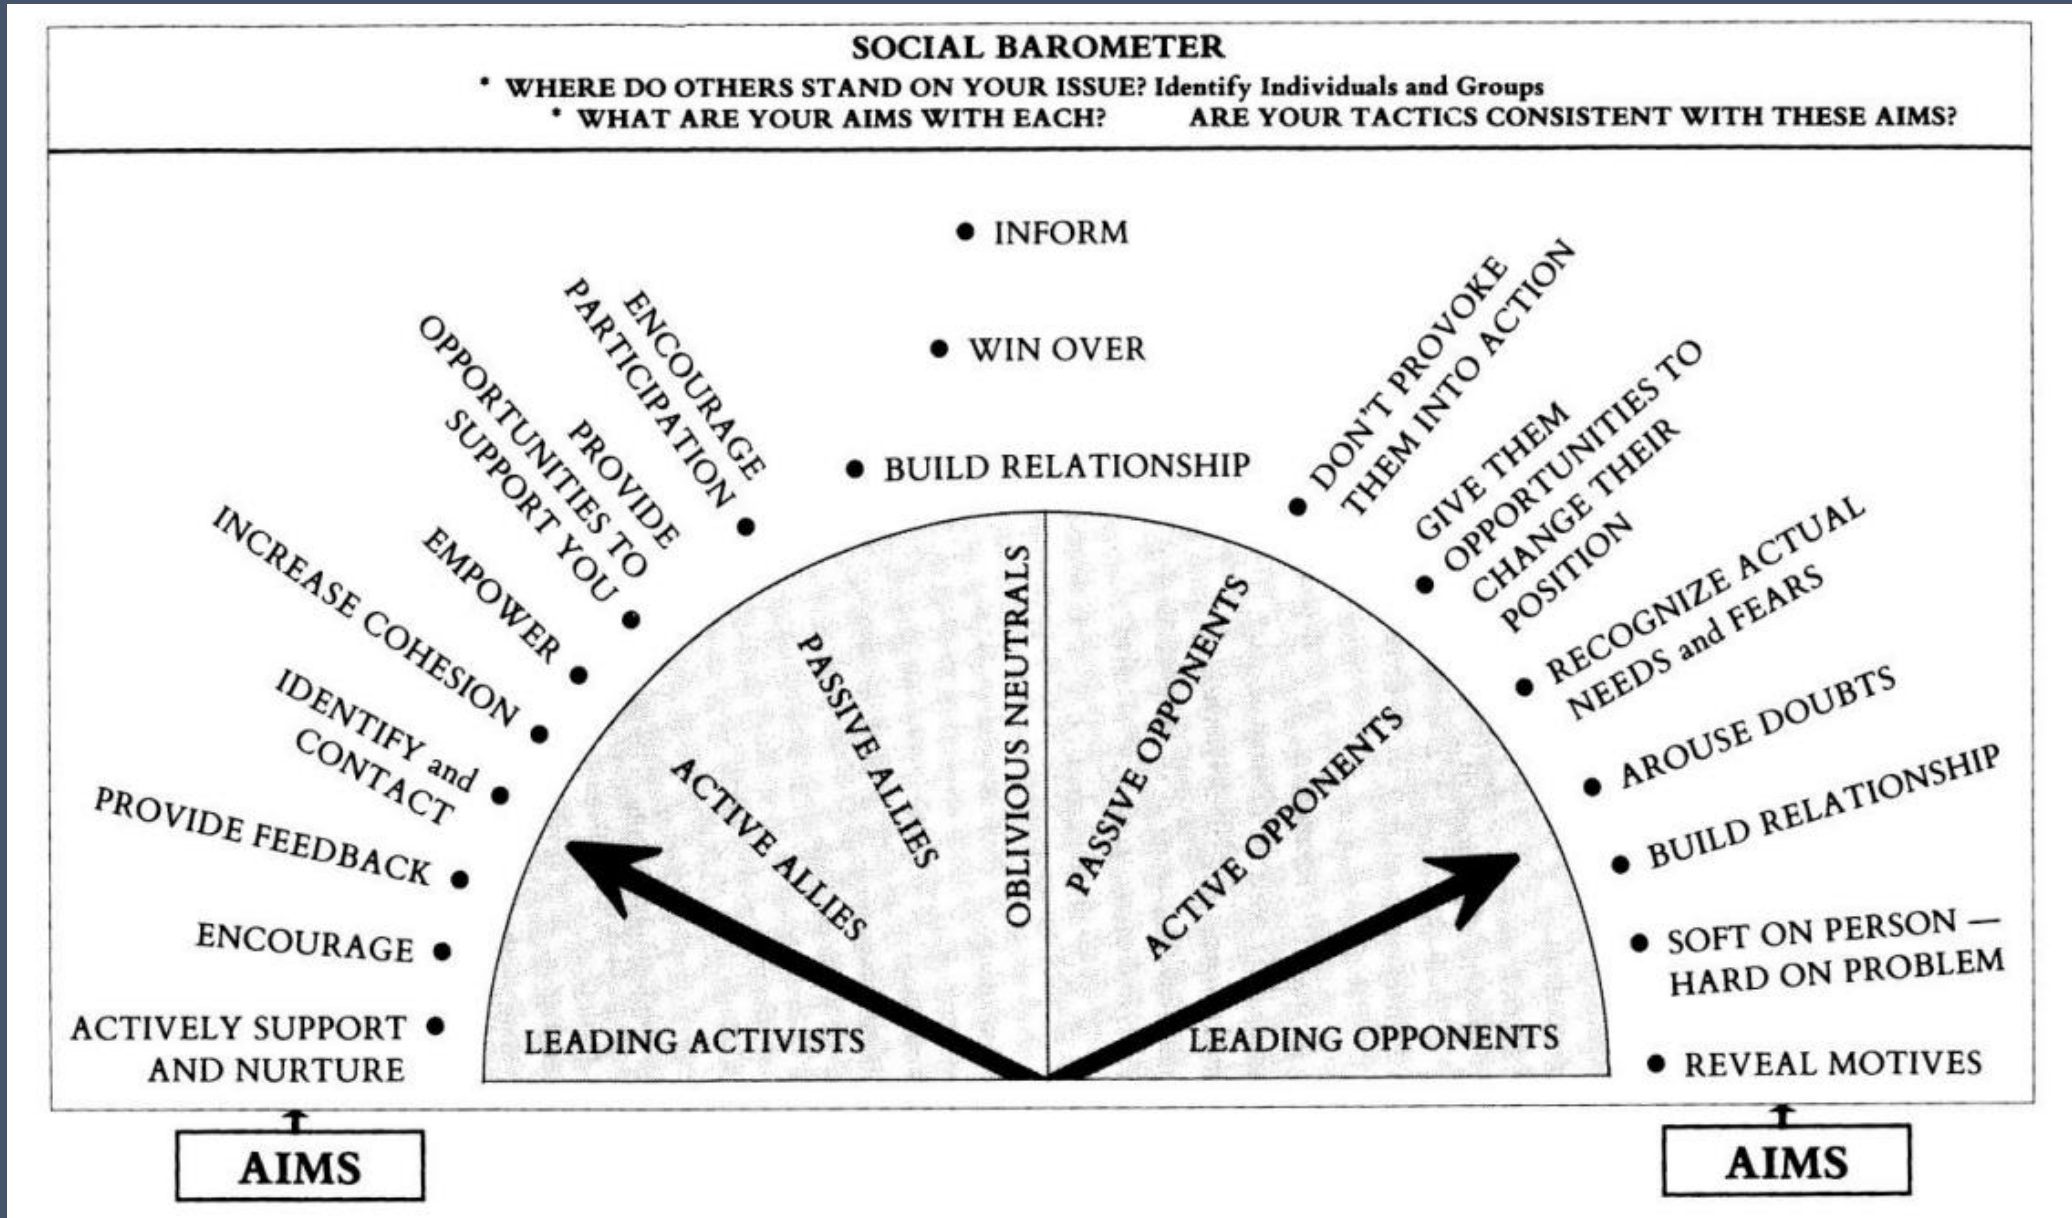 SOCIAL BAROMETER
* WHERE DO OTHERS STAND ON YOUR ISSUE? Identify Individuals and Groups
* WHAT ARE YOUR AIMS WITH EACH? ARE YOUR TACTICS CONSISTENT WITH THESE AIMS?
● INFORM
● WIN OVER
● BUILD RELATIONSHIP
ENCOURAGE
PARTICIPATION ●
PROVIDE
OPPORTUNITIES TO
SUPPORT YOU ●
EMPOWER ●
INCREASE COHESION ●
IDENTIFY and
CONTACT ●
PROVIDE FEEDBACK ●
ENCOURAGE ●
ACTIVELY SUPPORT ●
AND NURTURE
● DON'T PROVOKE
THEM INTO ACTION
GIVE THEM
● OPPORTUNITIES TO
CHANGE THEIR
POSITION
● RECOGNIZE ACTUAL
NEEDS and FEARS
● AROUSE DOUBTS
● BUILD RELATIONSHIP
● SOFT ON PERSON —
HARD ON PROBLEM
● REVEAL MOTIVES
LEADING ACTIVISTS
ACTIVE ALLIES
PASSIVE ALLIES
OBLIVIOUS NEUTRALS
PASSIVE OPPONENTS
ACTIVE OPPONENTS
LEADING OPPONENTS
AIMS
AIMS